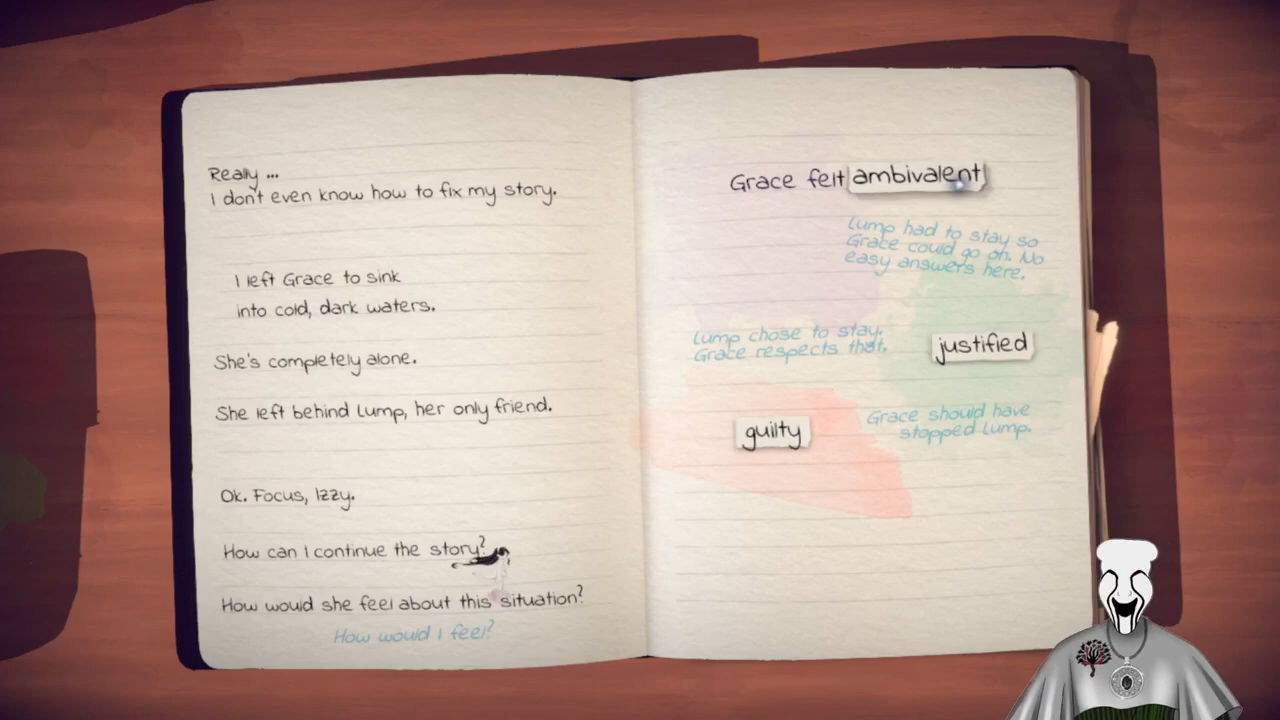 Really ...
I don't even know how to fix my story.
I left Grace to sink
into cold, dark waters.
She's completely alone.
She left behind Lump, her only friend.
Ok. Focus, Izzy.
How can I continue the story?
How would she feel about this situation?
How would I feel?
Grace felt ambivalent
Lump had to stay so
Grace could go on. No
easy answers here.
Lump chose to stay.
Grace respects that.
justified
guilty
Grace should have
stopped Lump.